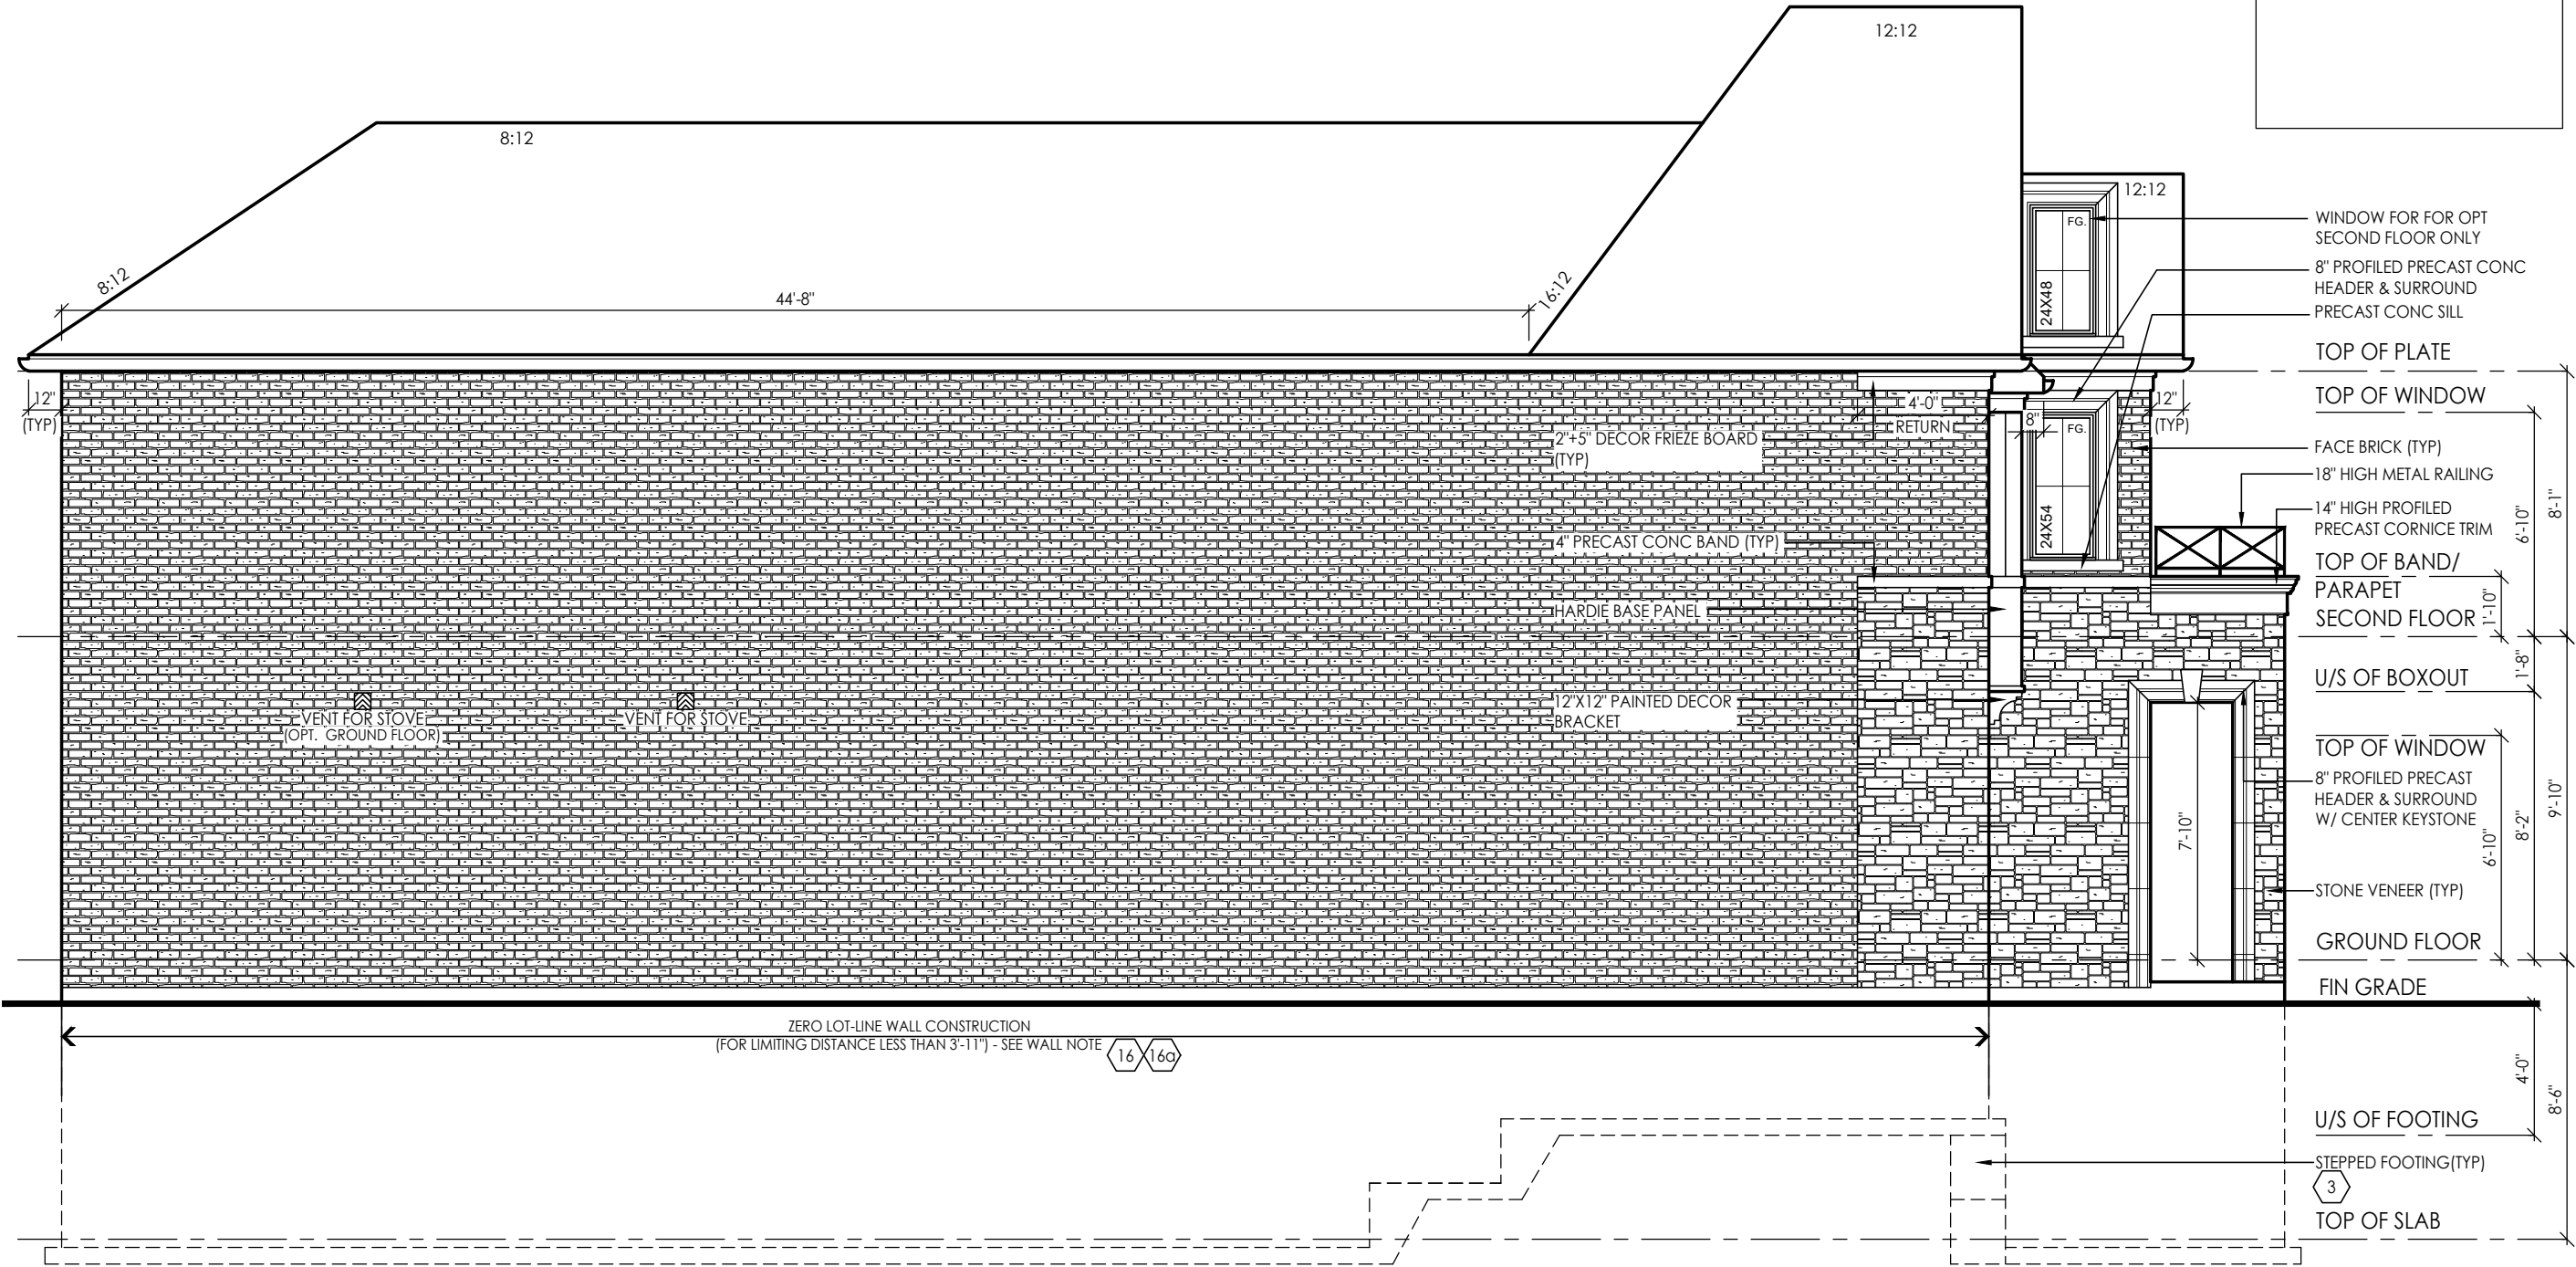 12:12
8:12
8:12
44'-8"
16:12
12:12
FG.
24X48
WINDOW FOR FOR OPT
SECOND FLOOR ONLY
8" PROFILED PRECAST CONC
HEADER & SURROUND
PRECAST CONC SILL
TOP OF PLATE
TOP OF WINDOW
12"
(TYP)
4'-0"
RETURN
8"
FG.
24X54
12"
(TYP)
2"+5" DECOR FRIEZE BOARD
(TYP)
FACE BRICK (TYP)
18" HIGH METAL RAILING
14" HIGH PROFILED
PRECAST CORNICE TRIM
6'-10"
8'-1"
4" PRECAST CONC BAND (TYP)
TOP OF BAND/
PARAPET
SECOND FLOOR
1'-10"
HARDIE BASE PANEL
U/S OF BOXOUT
1'-8"
VENT FOR STOVE
(OPT. GROUND FLOOR)
VENT FOR STOVE
12"X12" PAINTED DECOR
BRACKET
TOP OF WINDOW
8" PROFILED PRECAST
HEADER & SURROUND
W/ CENTER KEYSTONE
7'-10"
6'-10"
8'-2"
9'-10"
STONE VENEER (TYP)
GROUND FLOOR
FIN GRADE
ZERO LOT-LINE WALL CONSTRUCTION
(FOR LIMITING DISTANCE LESS THAN 3'-11") - SEE WALL NOTE 16 16a
4'-0"
8'-6"
U/S OF FOOTING
STEPPED FOOTING(TYP)
3
TOP OF SLAB